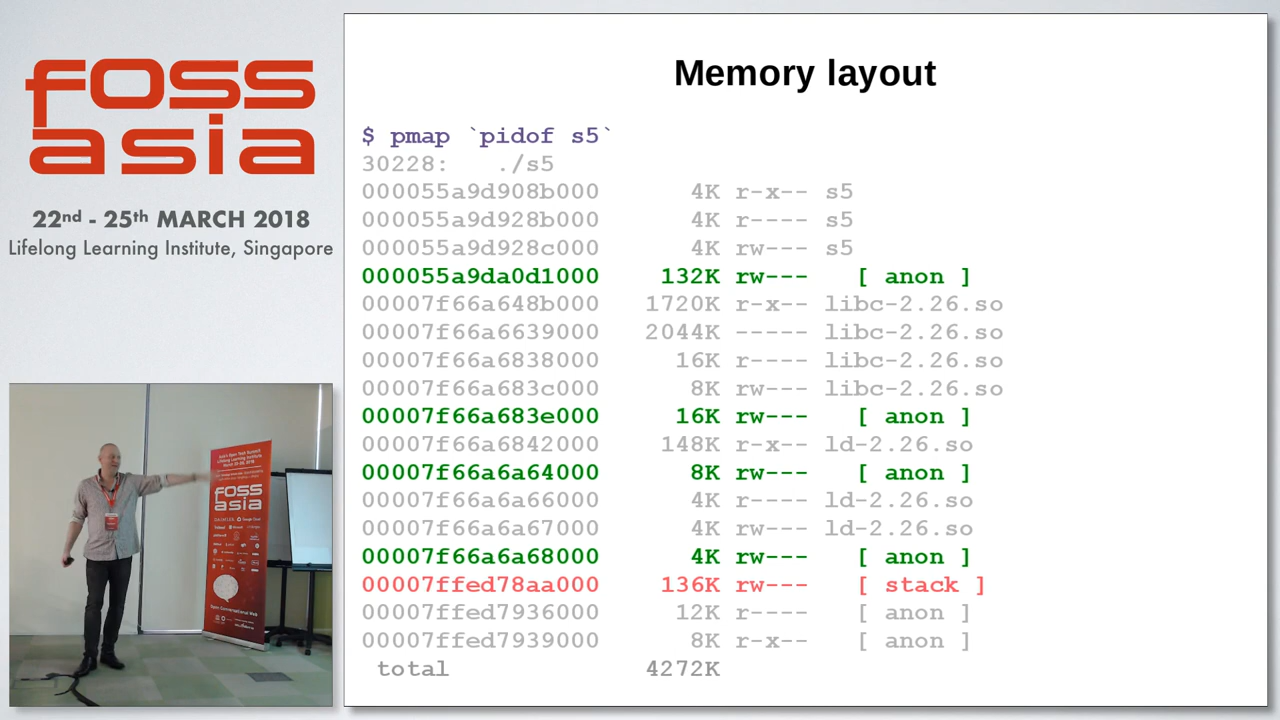 foss
asia
22nd - 25th MARCH 2018
Lifelong Learning Institute, Singapore
Memory layout
$ pmap `pidof s5`
30228:   ./s5
000055a9d908b000 4K r-x-- s5
000055a9d928b000 4K r---- s5
000055a9d928c000 4K rw--- s5
000055a9da0d1000 132K rw--- [ anon ]
00007f66a648b000 1720K r-x-- libc-2.26.so
00007f66a6639000 2044K ----- libc-2.26.so
00007f66a6838000 16K r---- libc-2.26.so
00007f66a683c000 8K rw--- libc-2.26.so
00007f66a683e000 16K rw--- [ anon ]
00007f66a6842000 148K r-x-- ld-2.26.so
00007f66a6a64000 8K rw--- [ anon ]
00007f66a6a66000 4K r---- ld-2.26.so
00007f66a6a67000 4K rw--- ld-2.26.so
00007f66a6a68000 4K rw--- [ anon ]
00007ffed78aa000 136K rw--- [ stack ]
00007ffed7936000 12K r---- [ anon ]
00007ffed7939000 8K r-x-- [ anon ]
total 4272K
foss
asia